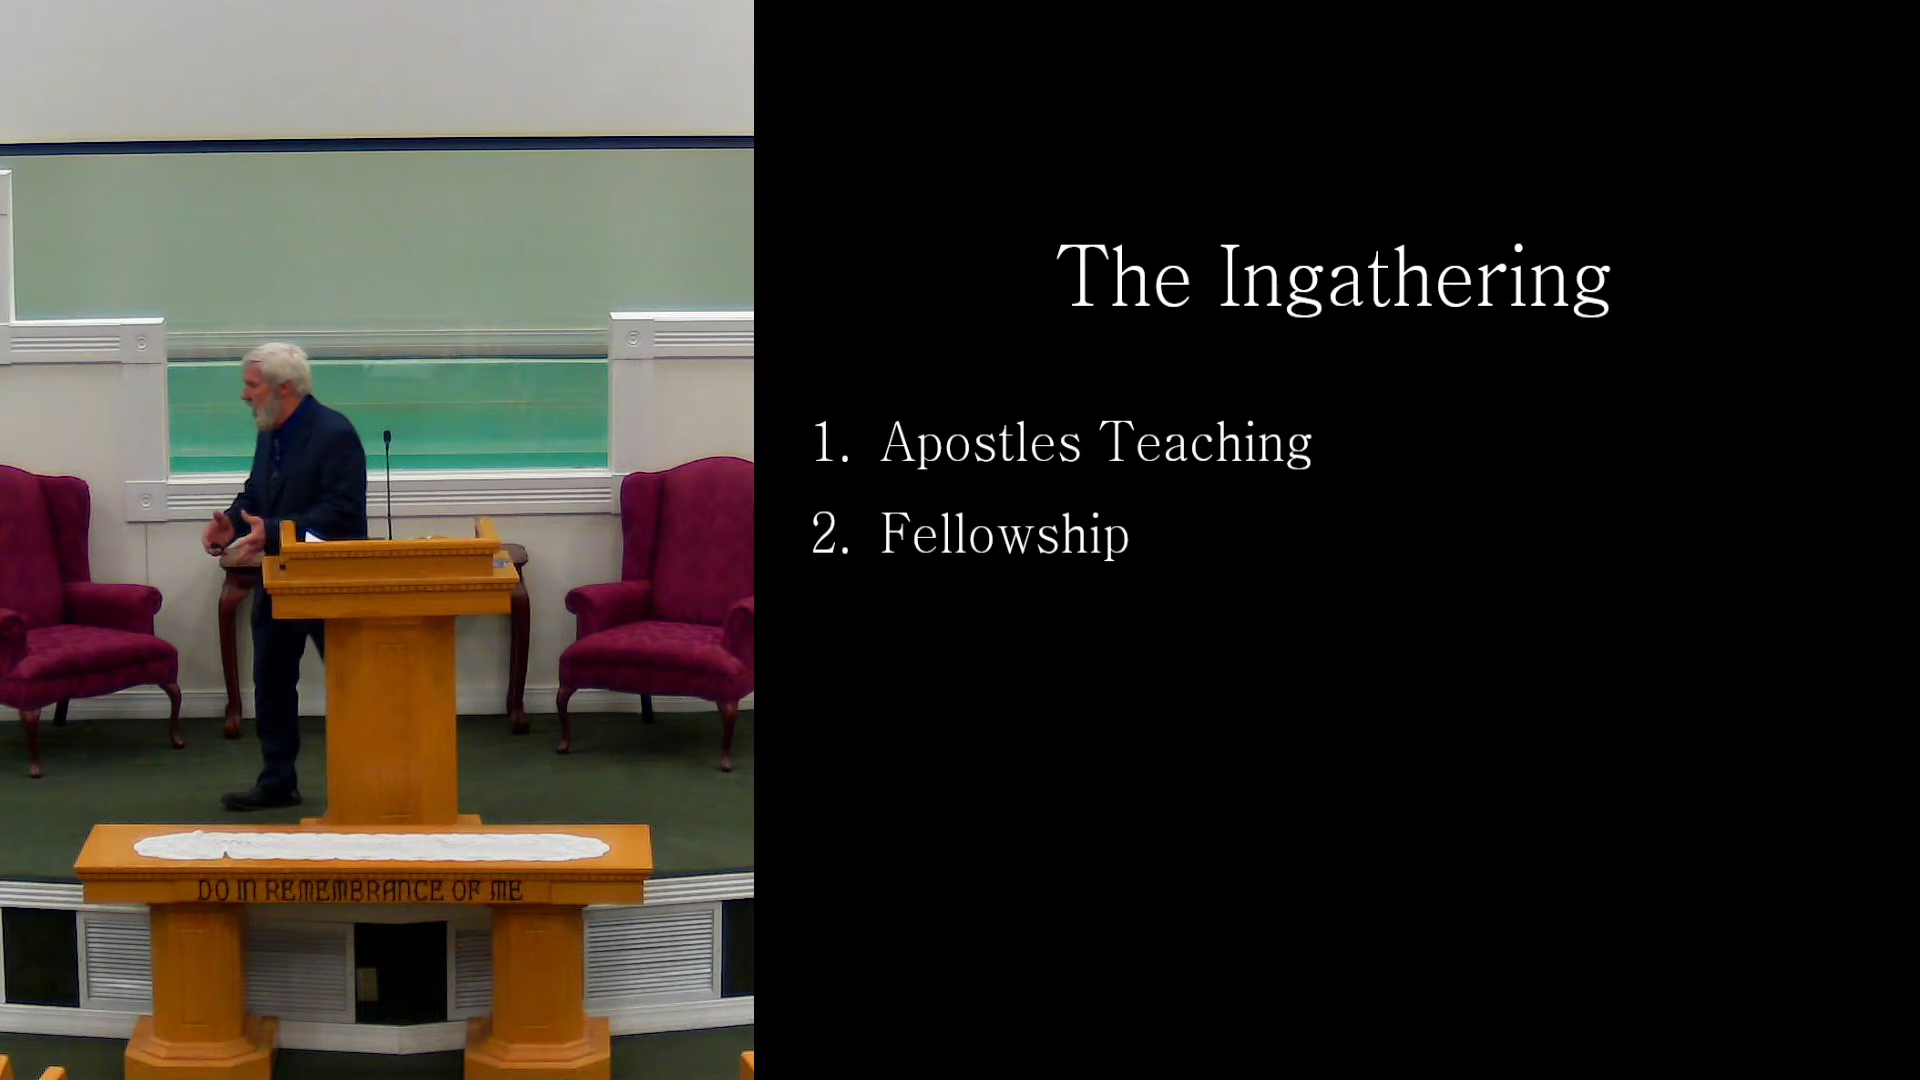 The Ingathering
1. Apostles Teaching
2. Fellowship
DO IN REMEMBRANCE OF ME